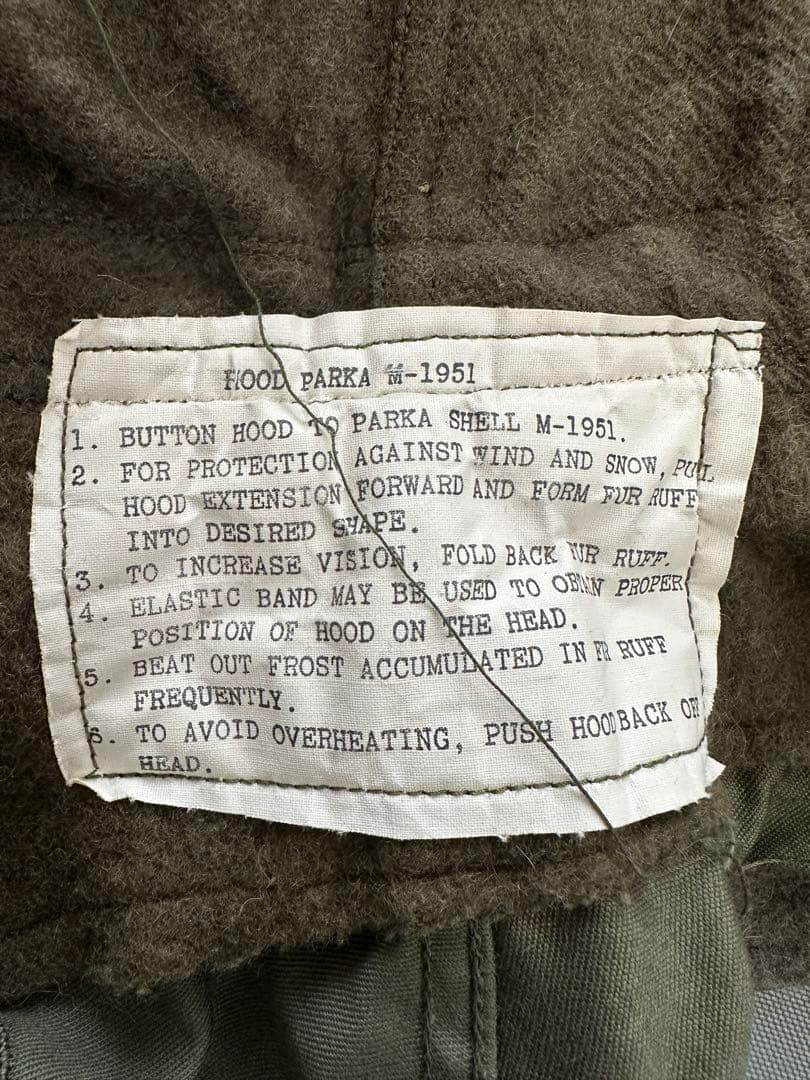 HOOD PARKA M-1951
1. BUTTON HOOD TO PARKA SHELL M-1951.
2. FOR PROTECTION AGAINST WIND AND SNOW, PULL
HOOD EXTENSION FORWARD AND FORM FUR RUFF
INTO DESIRED SHAPE.
3. TO INCREASE VISION, FOLD BACK FUR RUFF.
4. ELASTIC BAND MAY BE USED TO OBTAIN PROPER
POSITION OF HOOD ON THE HEAD.
5. BEAT OUT FROST ACCUMULATED IN FR RUFF
FREQUENTLY.
6. TO AVOID OVERHEATING, PUSH HOOD BACK OFF
HEAD.